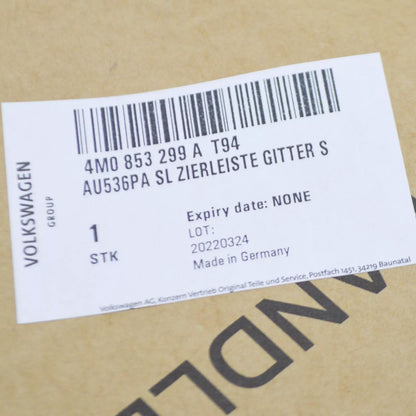 VOLKSWAGEN
GROUP
4M0 853 299 A T94
AU536PA SL ZIERLEISTE GITTER S
1
STK
Expiry date: NONE
LOT:
20220324
Made in Germany
Volkswagen AG, Konzern Vertrieb Original Teile und Service, Postfach 1451, 34219 Baunatal
ANDLE